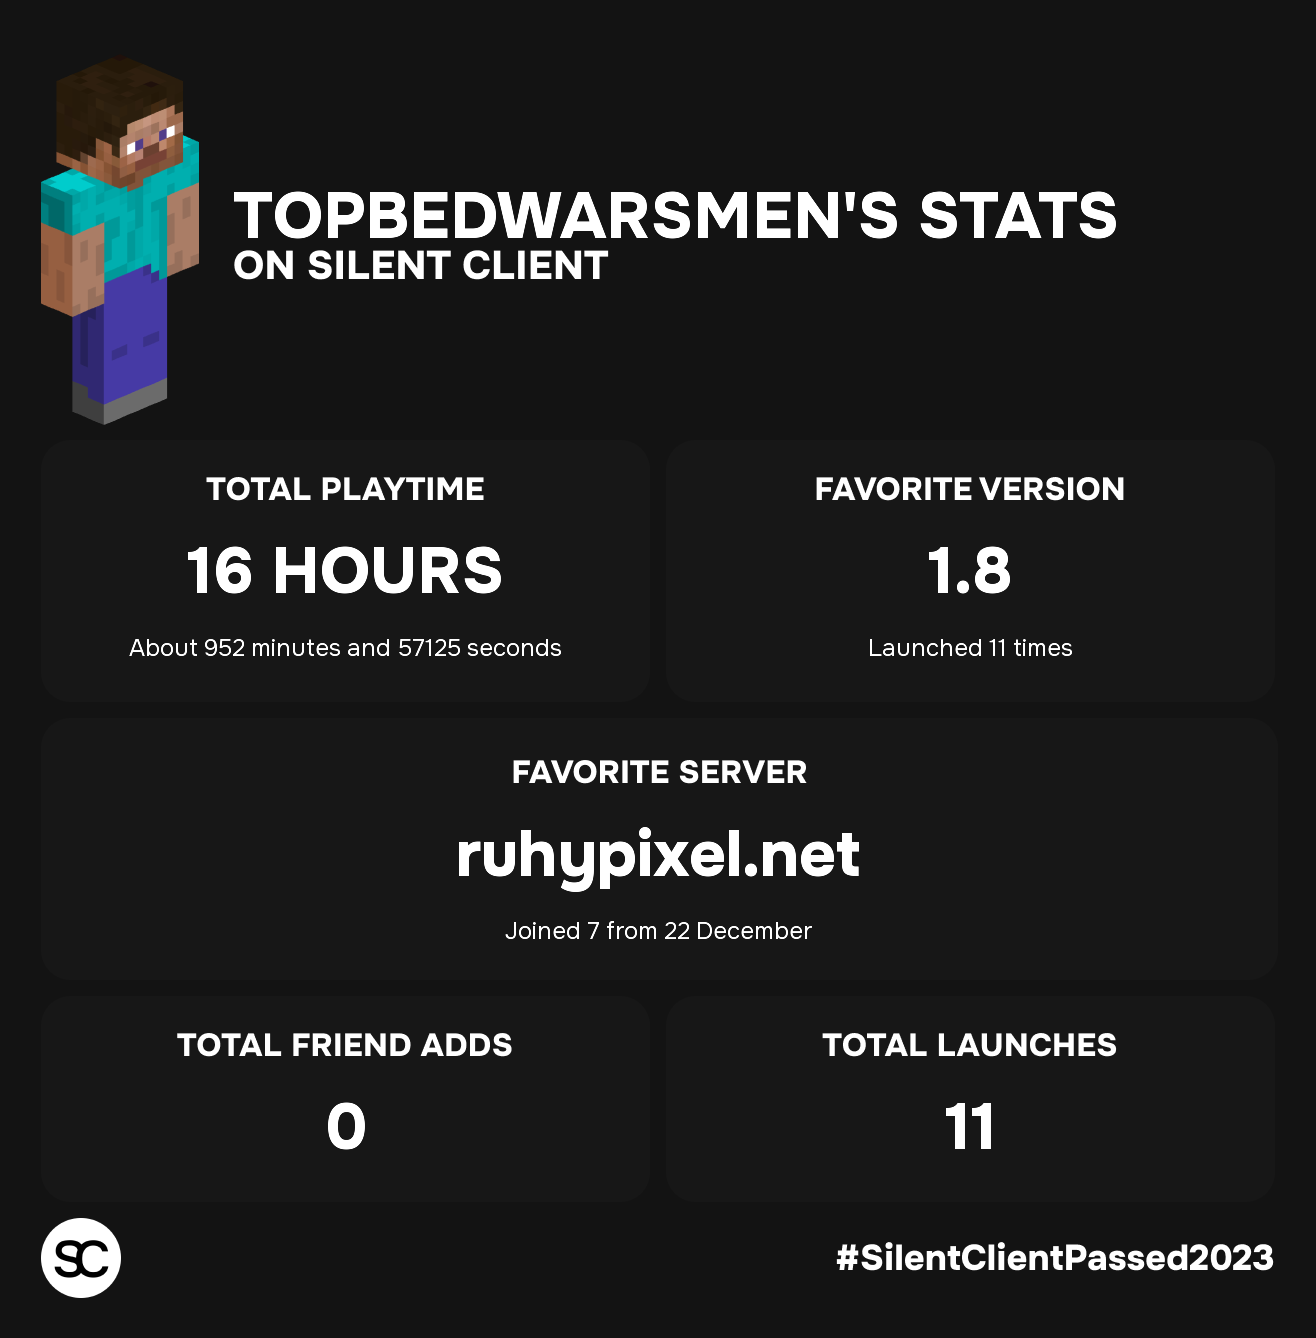 TOPBEDWARSMEN'S STATS
ON SILENT CLIENT
TOTAL PLAYTIME
16 HOURS
About 952 minutes and 57125 seconds
FAVORITE VERSION
1.8
Launched 11 times
FAVORITE SERVER
ruhypixel.net
Joined 7 from 22 December
TOTAL FRIEND ADDS
0
TOTAL LAUNCHES
11
SC
#SilentClientPassed2023